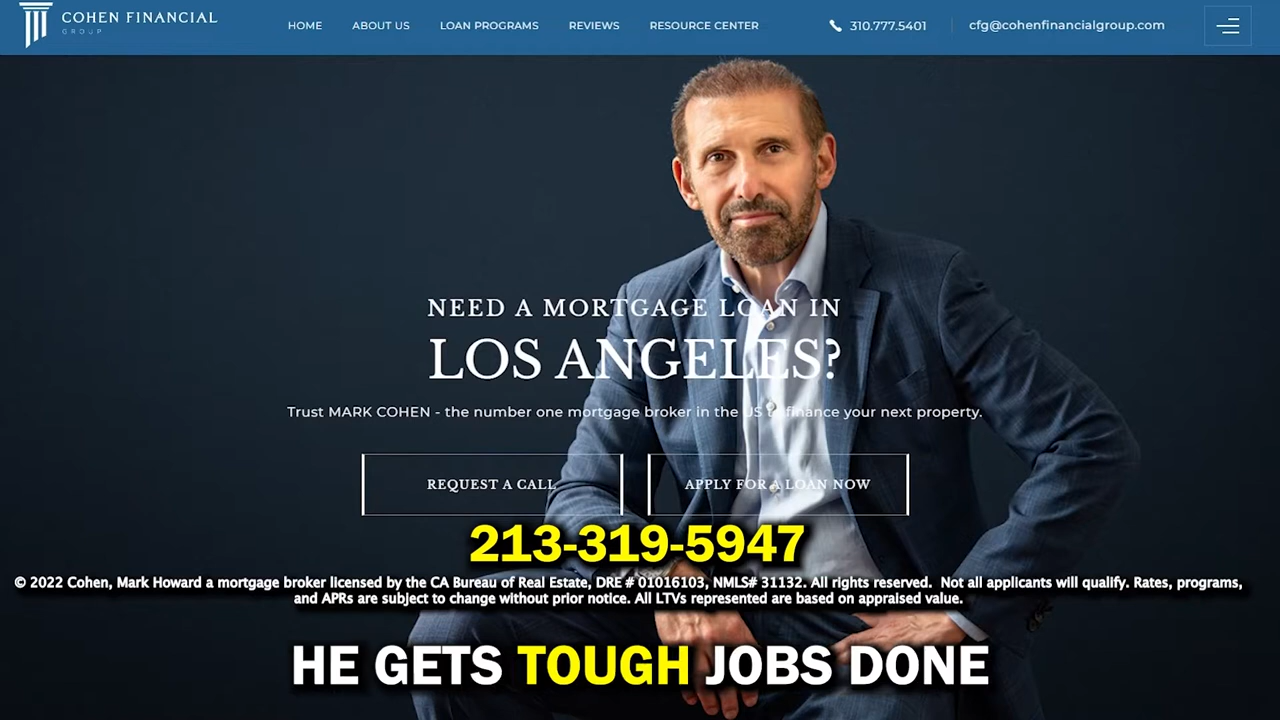 COHEN FINANCIAL
GROUP
HOME ABOUT US LOAN PROGRAMS REVIEWS RESOURCE CENTER 310.777.5401 cfg@cohenfinancialgroup.com
NEED A MORTGAGE LOAN IN
LOS ANGELES?
Trust MARK COHEN - the number one mortgage broker in the US to finance your next property.
REQUEST A CALL APPLY FOR A LOAN NOW
213-319-5947
© 2022 Cohen, Mark Howard a mortgage broker licensed by the CA Bureau of Real Estate, DRE # 01016103, NMLS# 31132. All rights reserved. Not all applicants will qualify. Rates, programs,
and APRs are subject to change without prior notice. All LTVs represented are based on appraised value.
HE GETS TOUGH JOBS DONE